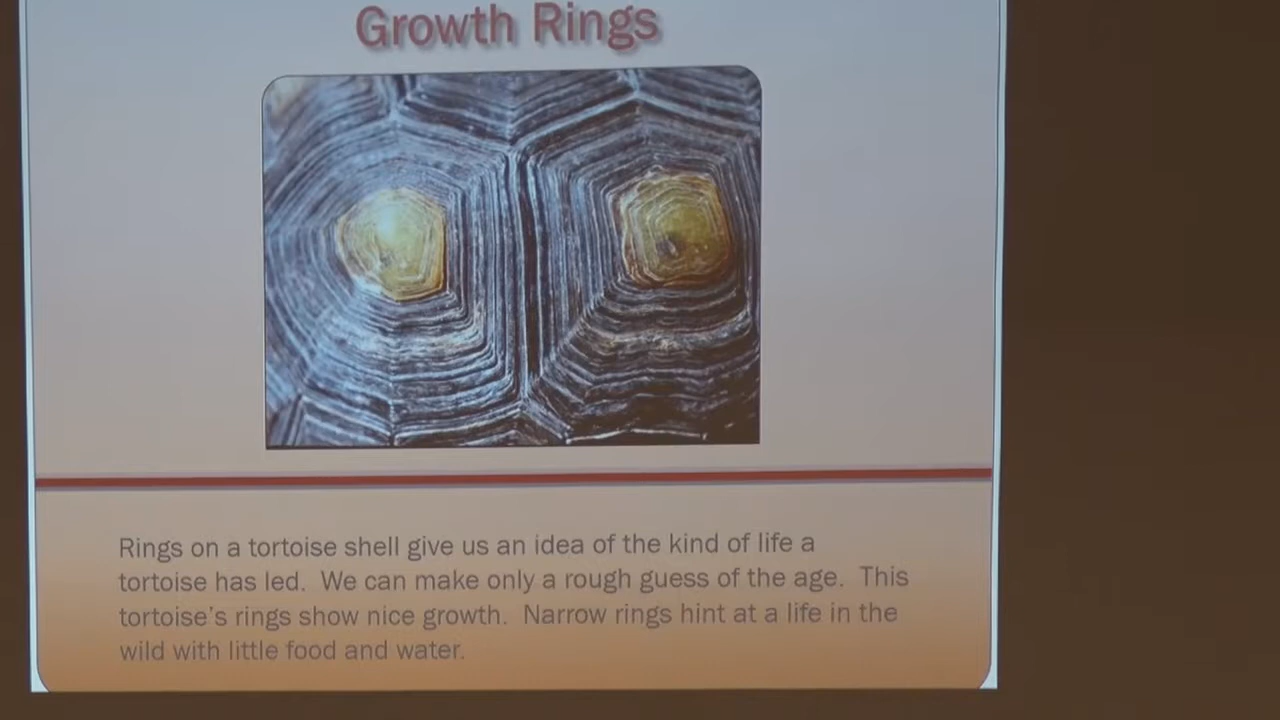 Growth Rings
Rings on a tortoise shell give us an idea of the kind of life a
tortoise has led.  We can make only a rough guess of the age.  This
tortoise's rings show nice growth.  Narrow rings hint at a life in the
wild with little food and water.